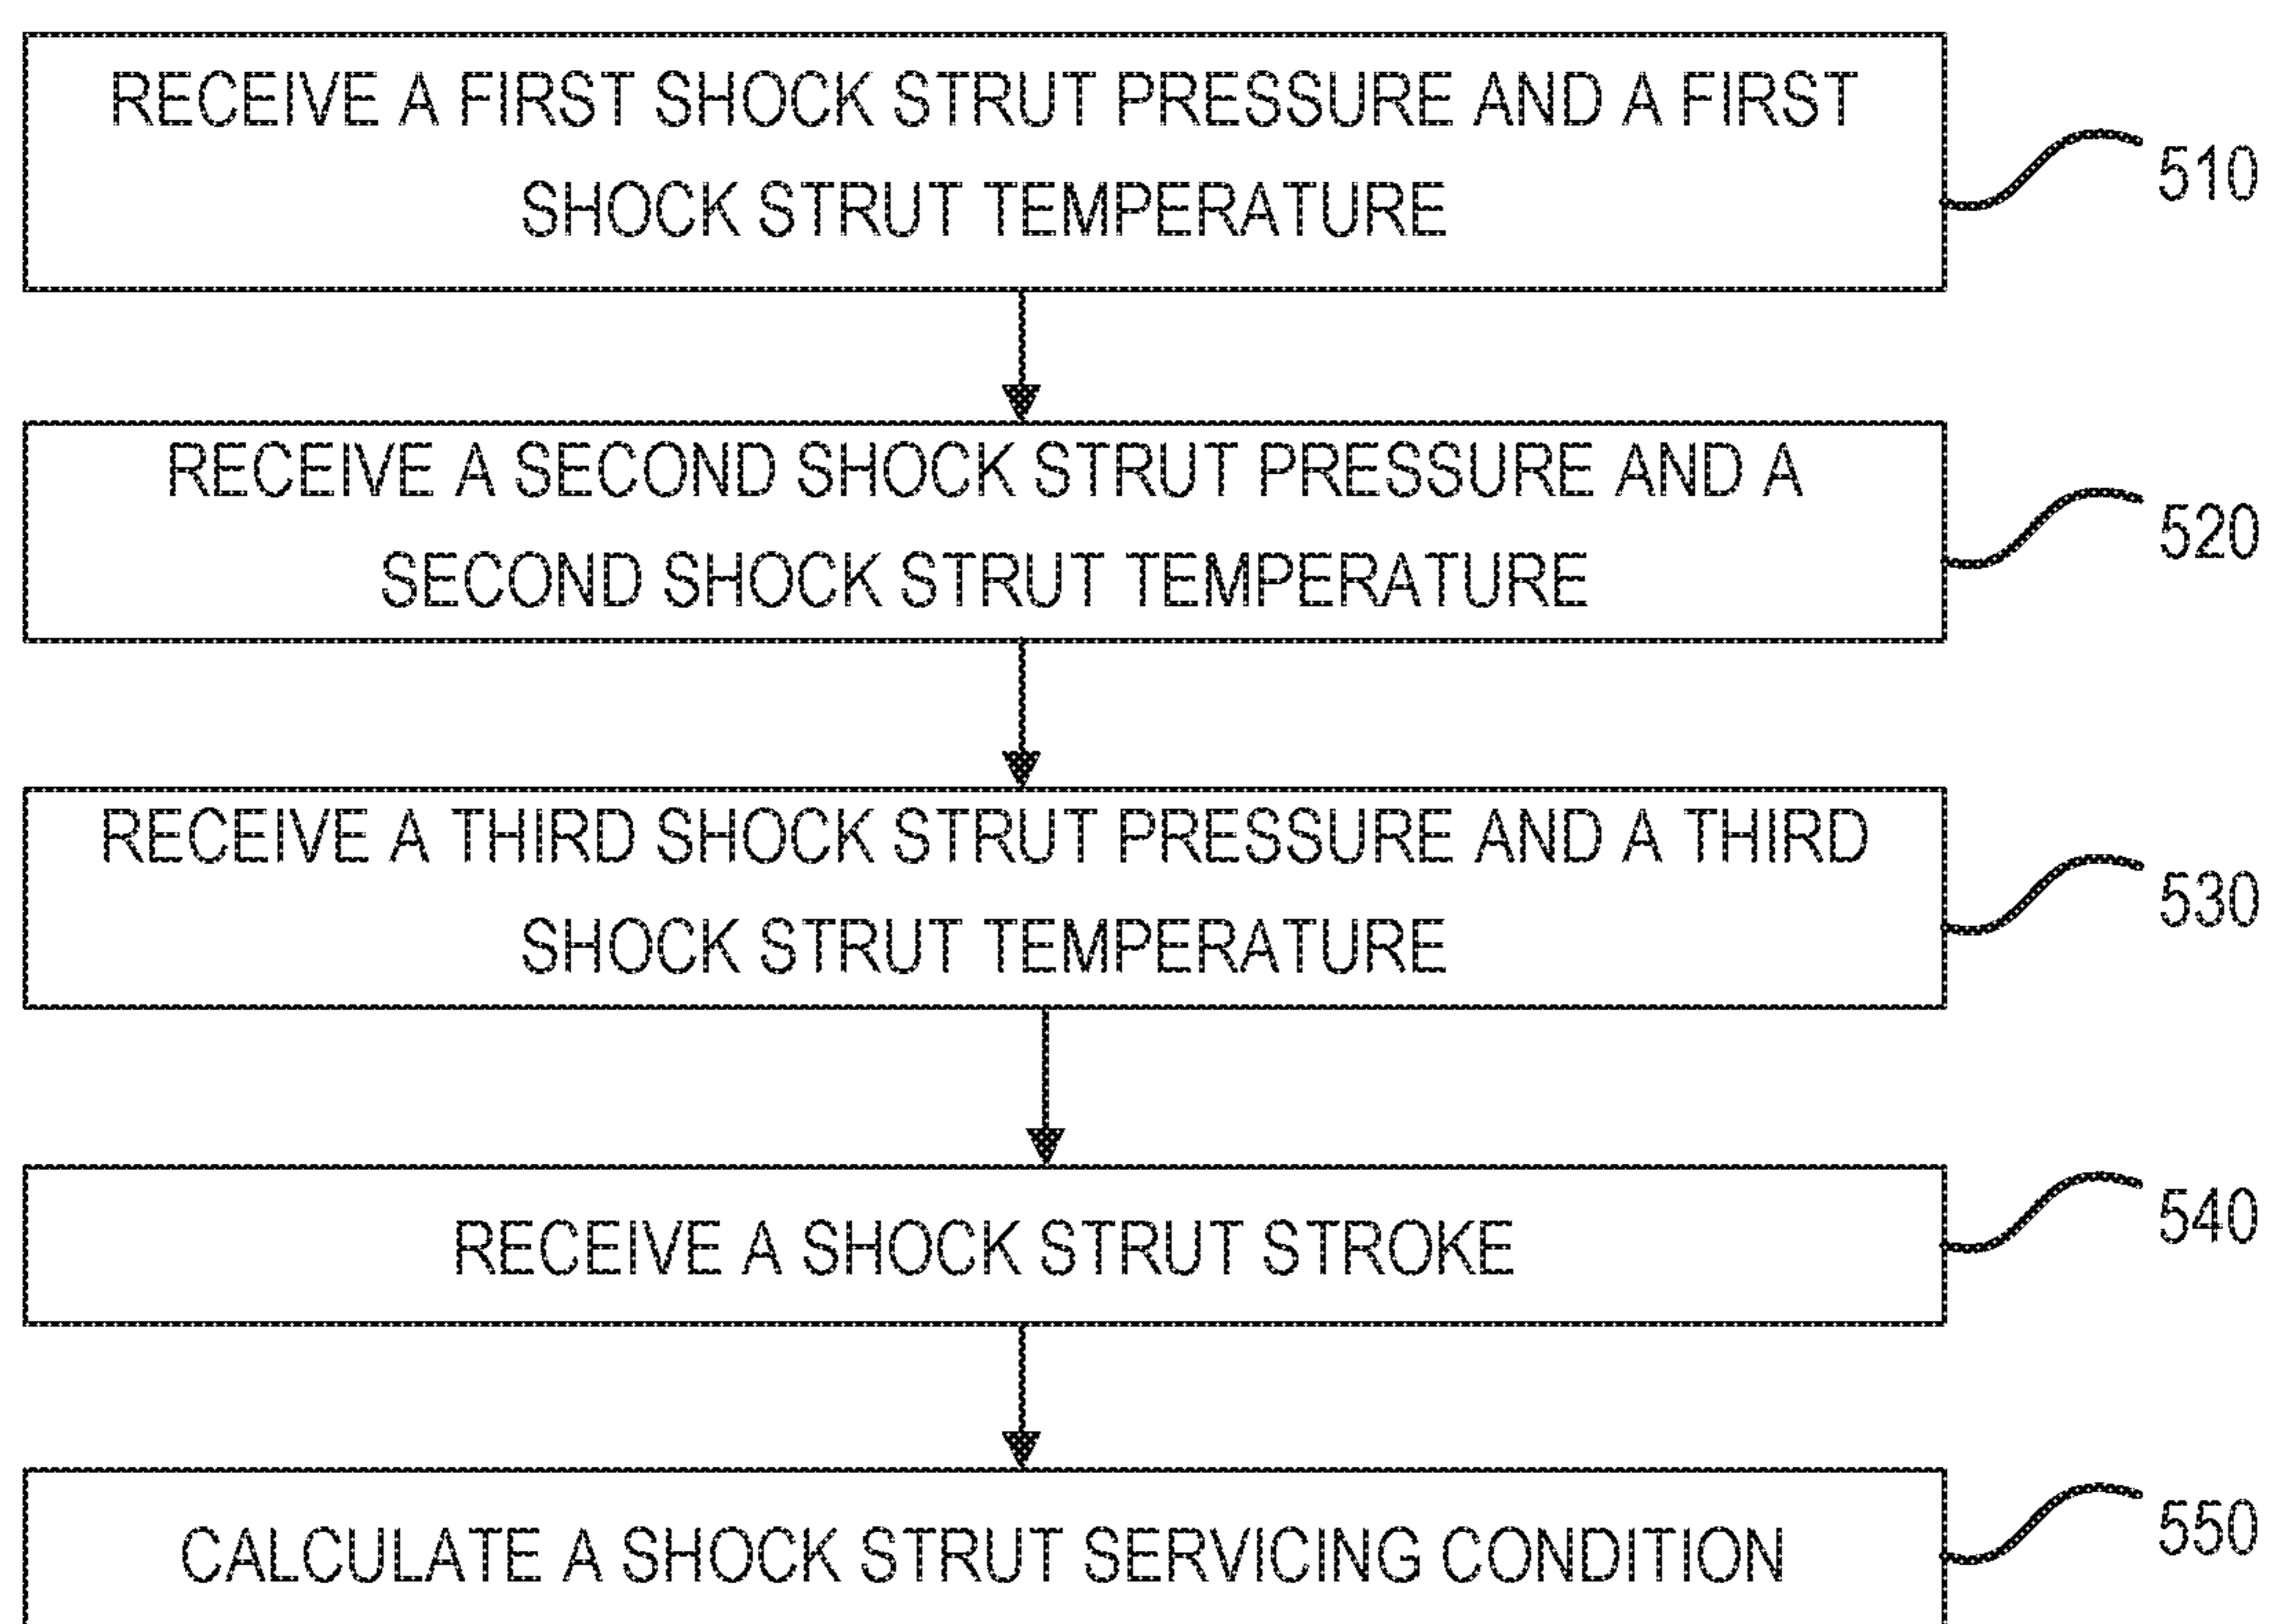 RECEIVE A FIRST SHOCK STRUT PRESSURE AND A FIRST
SHOCK STRUT TEMPERATURE
510
RECEIVE A SECOND SHOCK STRUT PRESSURE AND A
SECOND SHOCK STRUT TEMPERATURE
520
RECEIVE A THIRD SHOCK STRUT PRESSURE AND A THIRD
SHOCK STRUT TEMPERATURE
530
RECEIVE A SHOCK STRUT STROKE
540
CALCULATE A SHOCK STRUT SERVICING CONDITION
550